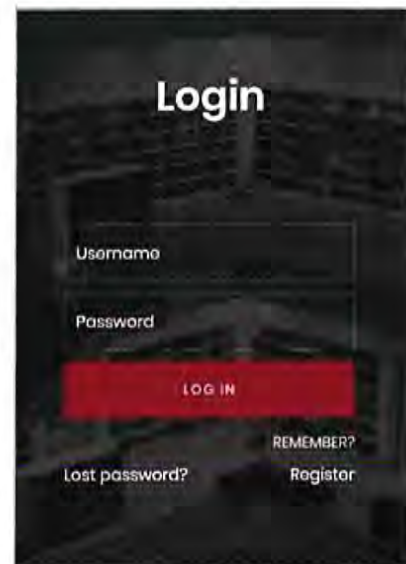 Login
Username
Password
LOG IN
REMEMBER?
Lost password? Register